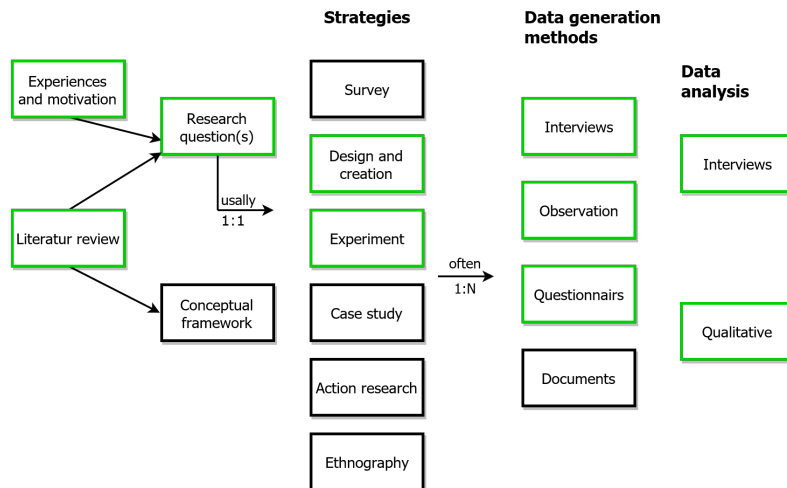 Strategies
Data generation
methods
Data
analysis
Experiences
and motivation
Research
question(s)
Literatur review
Conceptual
framework
usally
1:1
Survey
Design and
creation
Experiment
Case study
Action research
Ethnography
often
1:N
Interviews
Observation
Questionnairs
Documents
Interviews
Qualitative